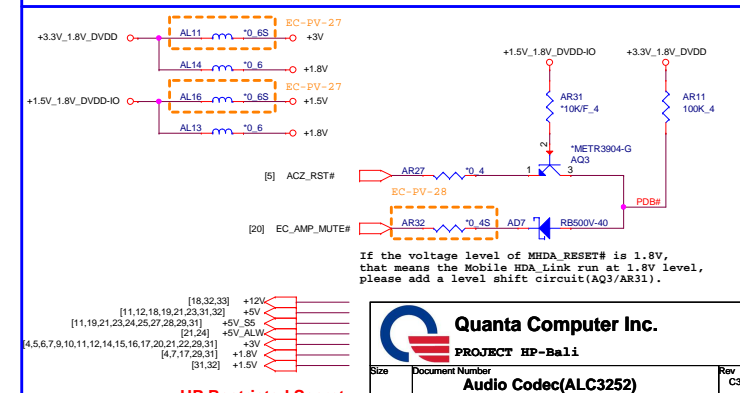 EC-PV-27
+3.3V_1.8V_DVDD AL11 *0_6S +3V
AL14 *0_6 +1.8V
EC-PV-27
+1.5V_1.8V_DVDD-IO AL16 *0_6S +1.5V
AL13 *0_6 +1.8V
+1.5V_1.8V_DVDD-IO +3.3V_1.8V_DVDD
AR31
*10K/F_4
AR11
100K_4
2
*METR3904-G
AQ3
[5] ACZ_RST# AR27 *0_4 1 3
EC-PV-28
PDB#
[20] EC_AMP_MUTE# AR32 *0_4S AD7 RB500V-40
If the voltage level of MHDA_RESET# is 1.8V,
that means the Mobile HDA_Link run at 1.8V level,
please add a level shift circuit(AQ3/AR31).
[18,32,33] +12V
[11,12,18,19,21,23,31,32] +5V
[11,19,21,23,24,25,27,28,29,31] +5V_S5
[21,24] +5V_ALW
[4,5,6,7,9,10,11,12,14,15,16,17,20,21,22,29,31] +3V
[4,7,17,29,31] +1.8V
[31,32] +1.5V
Quanta Computer Inc.
PROJECT HP-Bali
Size Document Number Rev
Audio Codec(ALC3252) C3